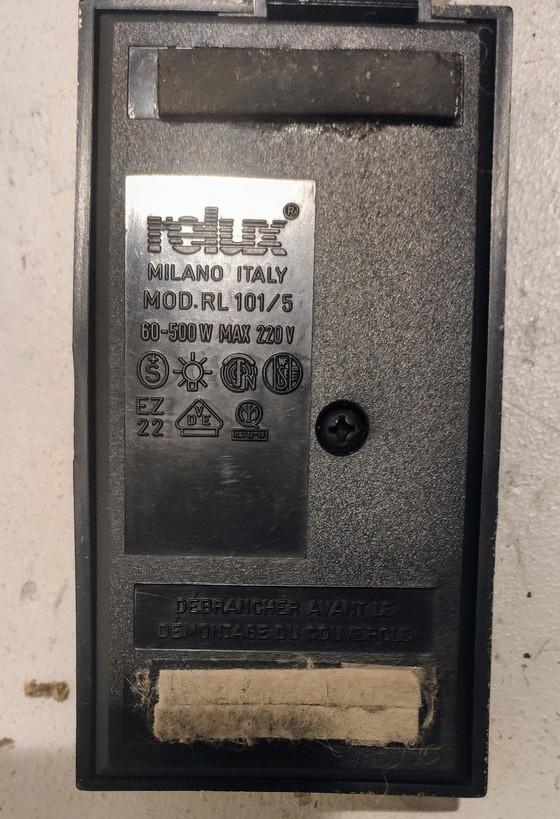 relux®
MILANO ITALY
MOD.RL 101/5
60-500 W MAX 220 V
S
VDE
EZ
22
DÉBRANCHER AVANT LE
DÉMONTAGE DU COUVERCLE